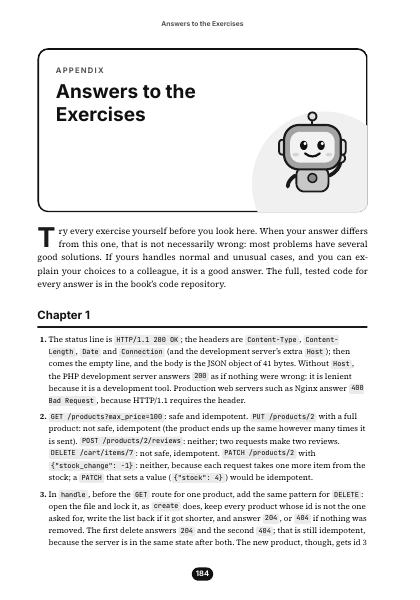 Answers to the Exercises
APPENDIX
Answers to the
Exercises
Try every exercise yourself before you look here. When your answer differs
from this one, that is not necessarily wrong: most problems have several
good solutions. If yours handles normal and unusual cases, and you can ex-
plain your choices to a colleague, it is a good answer. The full, tested code for
every answer is in the book's code repository.
Chapter 1
1. The status line is HTTP/1.1 200 OK; the headers are Content-Type, Content-
Length, Date and Connection (and the development server's extra Host); then
comes the empty line, and the body is the JSON object of 41 bytes. Without Host,
the PHP development server answers 200 as if nothing were wrong: it is lenient
because it is a development tool. Production web servers such as Nginx answer 400
Bad Request, because HTTP/1.1 requires the header.
2. GET /products?max_price=100: safe and idempotent. PUT /products/2 with a full
product: not safe, idempotent (the product ends up the same however many times it
is sent). POST /products/2/reviews: neither; two requests make two reviews.
DELETE /cart/items/7: not safe, idempotent. PATCH /products/2 with
{"stock_change": -1}: neither, because each request takes one more item from the
stock; a PATCH that sets a value ({"stock": 4}) would be idempotent.
3. In handle, before the GET route for one product, add the same pattern for DELETE:
open the file and lock it, as create does, keep every product whose id is not the one
asked for, write the list back if it got shorter, and answer 204, or 404 if nothing was
removed. The first delete answers 204 and the second 404; that is still idempotent,
because the server is in the same state after both. The new product, though, gets id 3
184